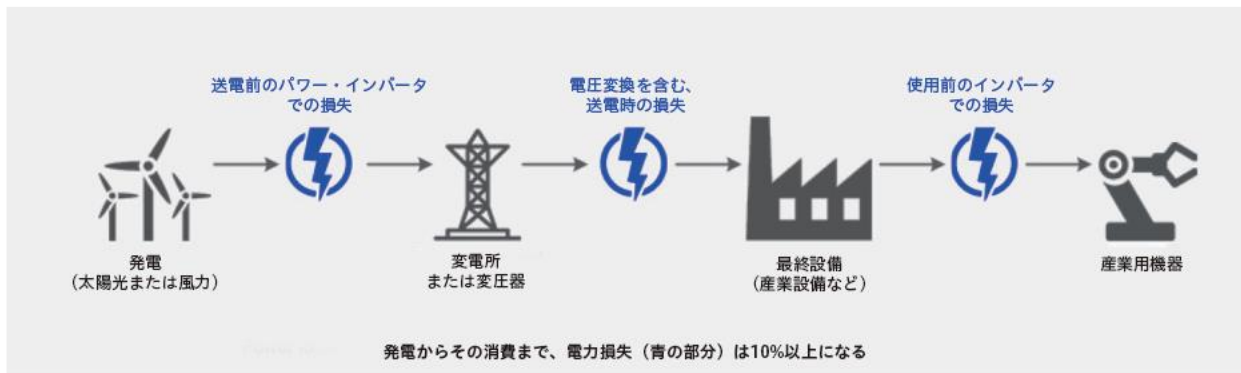 送電前のパワー・インバータ
での損失
電圧変換を含む、
送電時の損失
使用前のインバータ
での損失
発電
(太陽光または風力)
変電所
または変圧器
最終設備
(産業設備など)
産業用機器
発電からその消費まで、電力損失（青の部分）は10%以上になる